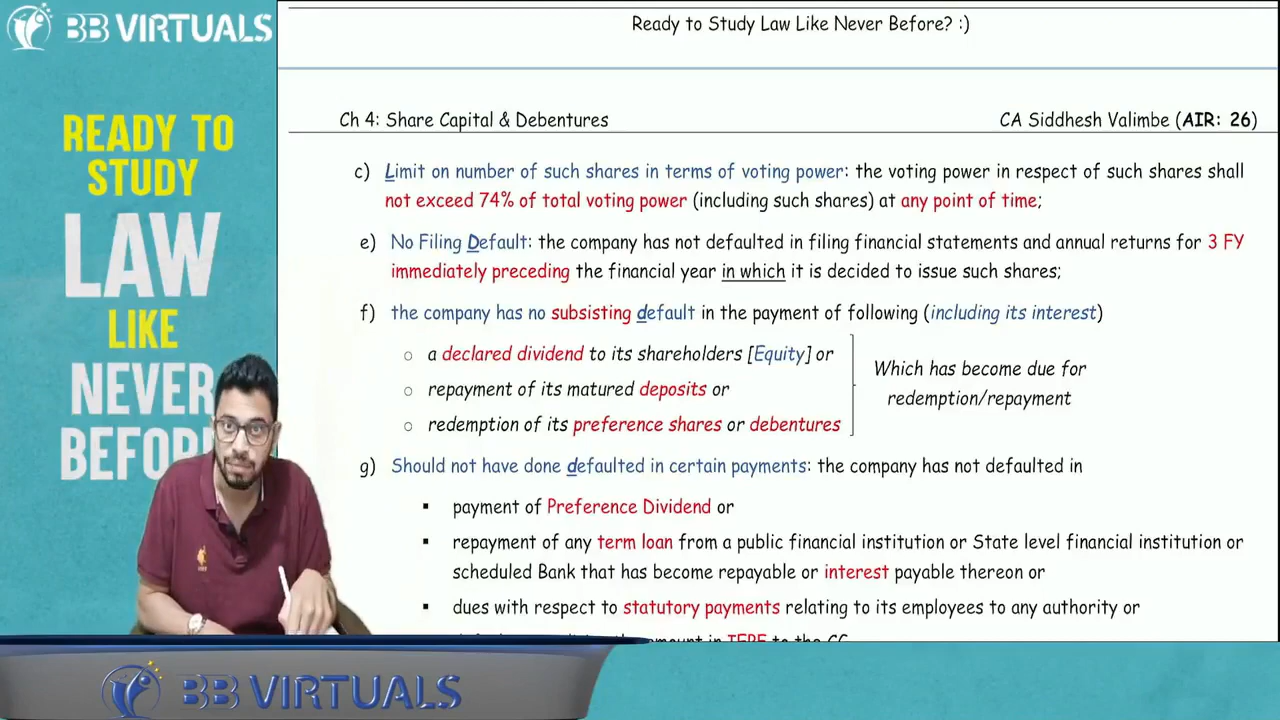 BB VIRTUALS
READY TO
STUDY
LAW
LIKE
NEVER
BEFOR
Ready to Study Law Like Never Before? :)
Ch 4: Share Capital & Debentures
CA Siddhesh Valimbe (AIR: 26)
c) Limit on number of such shares in terms of voting power: the voting power in respect of such shares shall
not exceed 74% of total voting power (including such shares) at any point of time;
e) No Filing Default: the company has not defaulted in filing financial statements and annual returns for 3 FY
immediately preceding the financial year in which it is decided to issue such shares;
f) the company has no subsisting default in the payment of following (including its interest)
○ a declared dividend to its shareholders [Equity] or
○ repayment of its matured deposits or
○ redemption of its preference shares or debentures
Which has become due for
redemption/repayment
g) Should not have done defaulted in certain payments: the company has not defaulted in
▪ payment of Preference Dividend or
▪ repayment of any term loan from a public financial institution or State level financial institution or
scheduled Bank that has become repayable or interest payable thereon or
▪ dues with respect to statutory payments relating to its employees to any authority or
BB VIRTUALS